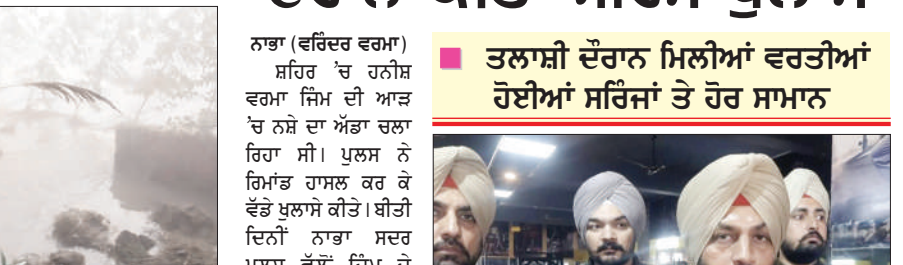 ਨਾਭਾ (ਵਰਿੰਦਰ ਵਰਮਾ)
ਸ਼ਹਿਰ 'ਚ ਹਨੀਸ਼
ਵਰਮਾ ਜਿੰਮ ਦੀ ਆੜ
'ਚ ਨਸ਼ੇ ਦਾ ਅੱਡਾ ਚਲਾ
ਰਿਹਾ ਸੀ। ਪੁਲਸ ਨੇ
ਰਿਮਾਂਡ ਹਾਸਲ ਕਰ ਕੇ
ਵੱਡੇ ਖੁਲਾਸੇ ਕੀਤੇ। ਬੀਤੀ
ਦਿਨੀਂ ਨਾਭਾ ਸਦਰ
ਤਲਾਸ਼ੀ ਦੌਰਾਨ ਮਿਲੀਆਂ ਵਰਤੀਆਂ
ਹੋਈਆਂ ਸਰਿੰਜਾਂ ਤੇ ਹੋਰ ਸਾਮਾਨ